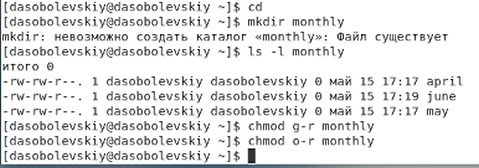 [dasobolevskiy@dasobolevskiy ~]$ cd
[dasobolevskiy@dasobolevskiy ~]$ mkdir monthly
mkdir: невозможно создать каталог «monthly»: Файл существует
[dasobolevskiy@dasobolevskiy ~]$ ls -l monthly
итого 0
-rw-rw-r--. 1 dasobolevskiy dasobolevskiy 0 май 15 17:17 april
-rw-rw-r--. 1 dasobolevskiy dasobolevskiy 0 май 15 17:19 june
-rw-rw-r--. 1 dasobolevskiy dasobolevskiy 0 май 15 17:17 may
[dasobolevskiy@dasobolevskiy ~]$ chmod g-r monthly
[dasobolevskiy@dasobolevskiy ~]$ chmod o-r monthly
[dasobolevskiy@dasobolevskiy ~]$